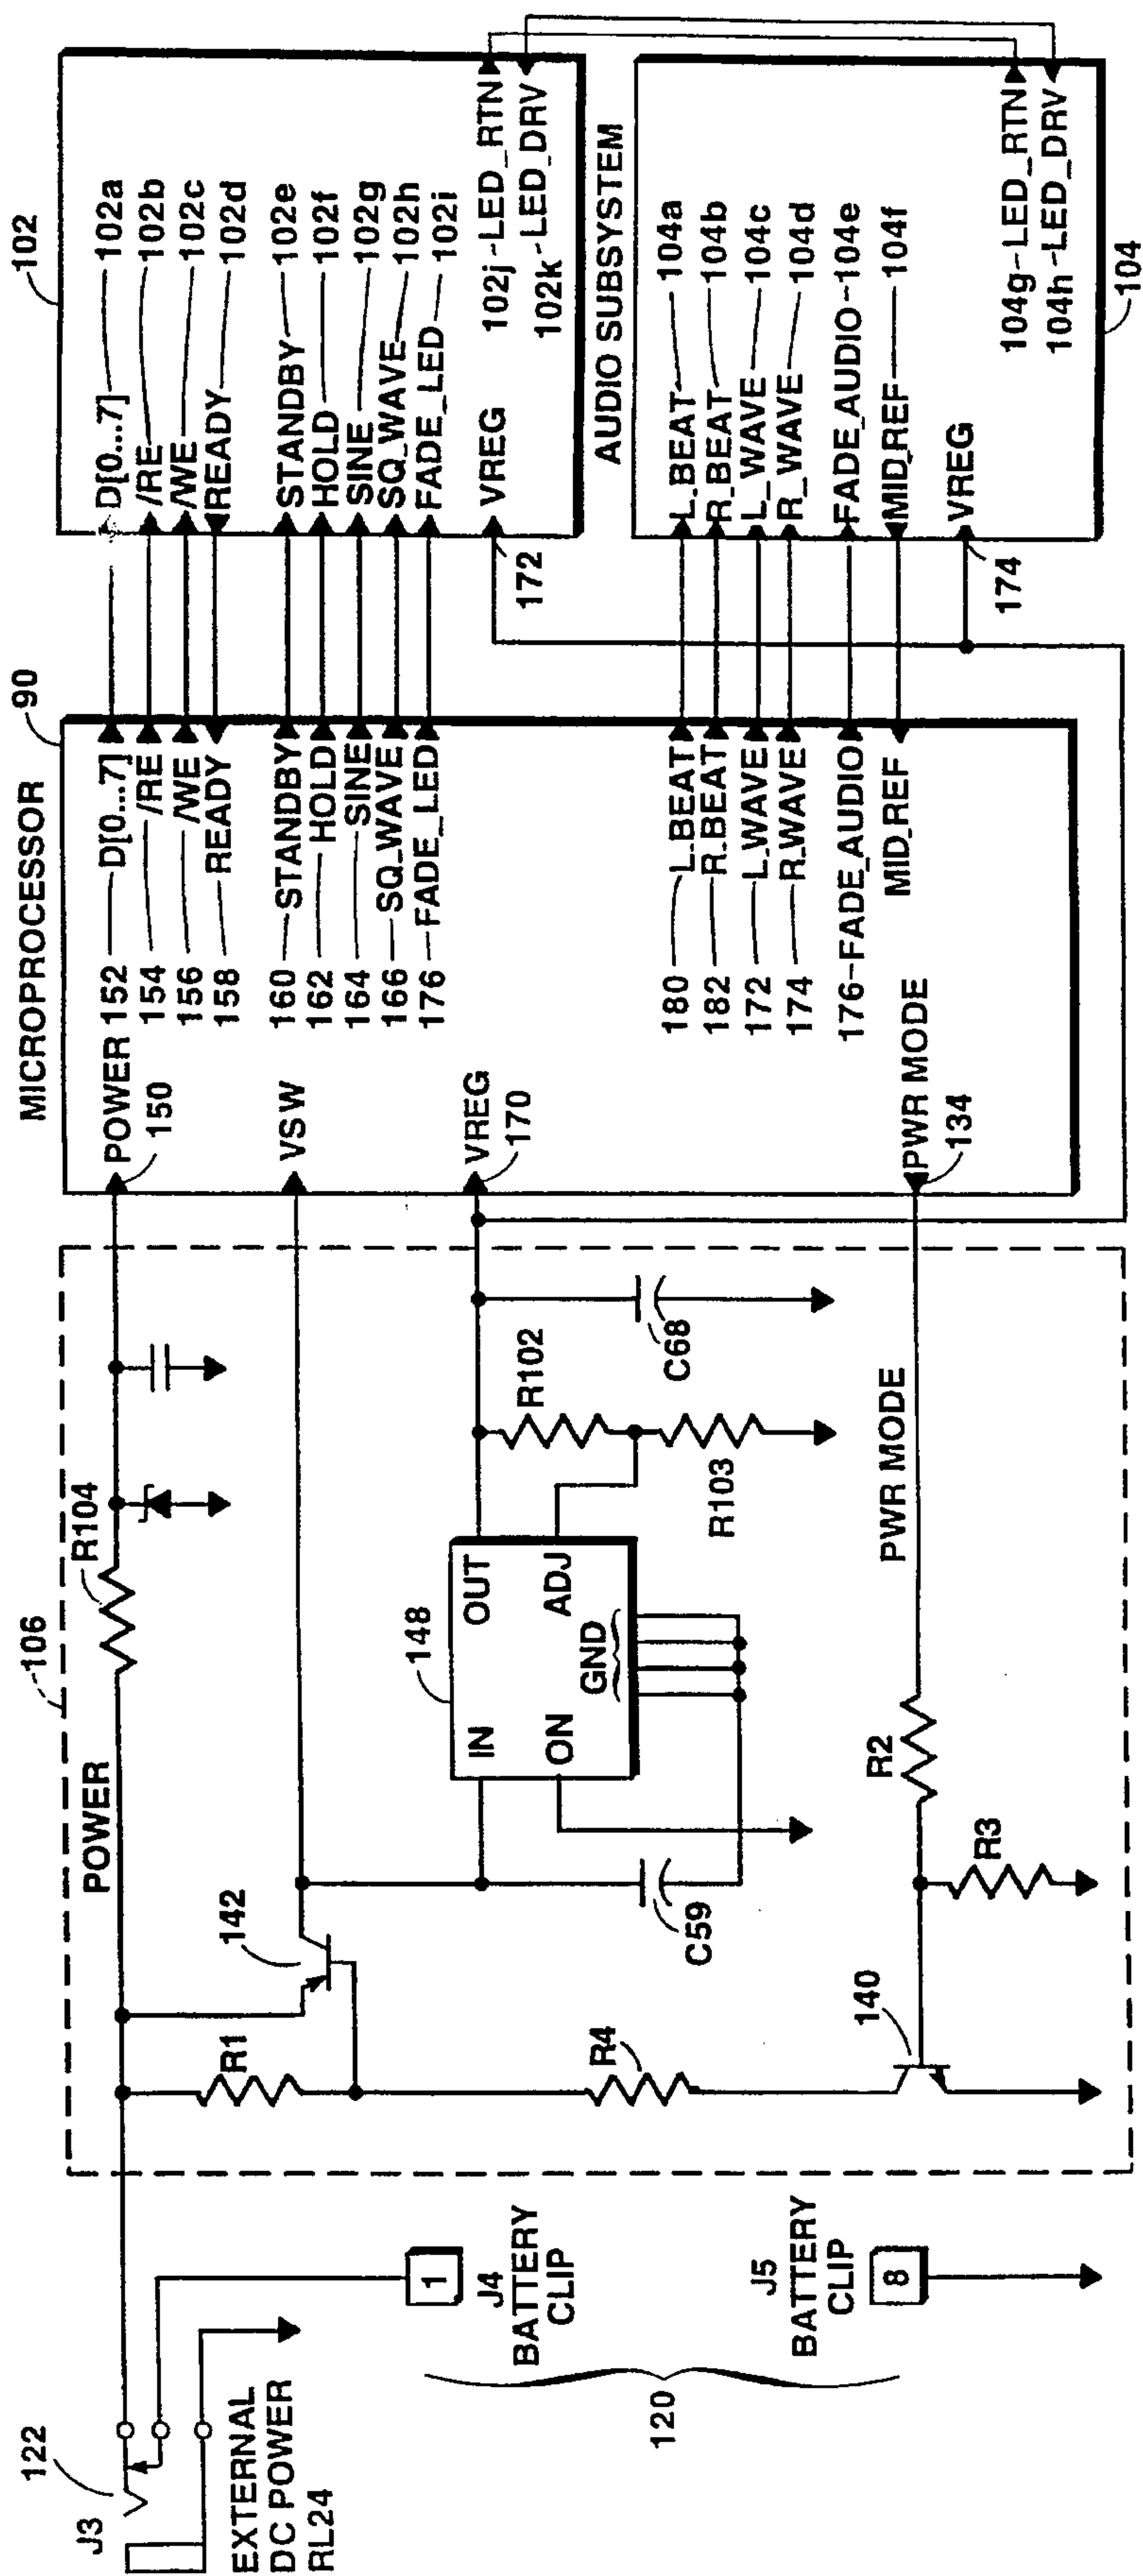 J3
122
EXTERNAL
DC POWER
RL24
1
J4
BATTERY
CLIP
J5
BATTERY
CLIP
8
120
106
POWER
R104
R1
142
R4
140
R3
R2
PWR MODE
C59
148
IN
OUT
ON
ADJ
GND
R102
R103
C68
MICROPROCESSOR
90
POWER
150
VSW
VREG
170
PWR MODE
134
152 D[0...7]
154 /RE
156 /WE
158 READY
160 STANDBY
162 HOLD
164 SINE
166 SQ_WAVE
176 FADE_LED
180 L_BEAT
182 R_BEAT
172 L_WAVE
174 R_WAVE
176 FADE_AUDIO
MID_REF
102
D[0...7] 102a
/RE 102b
/WE 102c
READY 102d
STANDBY 102e
HOLD 102f
SINE 102g
SQ_WAVE 102h
FADE_LED 102i
VREG
172
102j LED_RTN
102k LED_DRV
AUDIO SUBSYSTEM
L_BEAT 104a
R_BEAT 104b
L_WAVE 104c
R_WAVE 104d
FADE_AUDIO 104e
MID_REF 104f
VREG
174
104g LED_RTN
104h LED_DRV
104